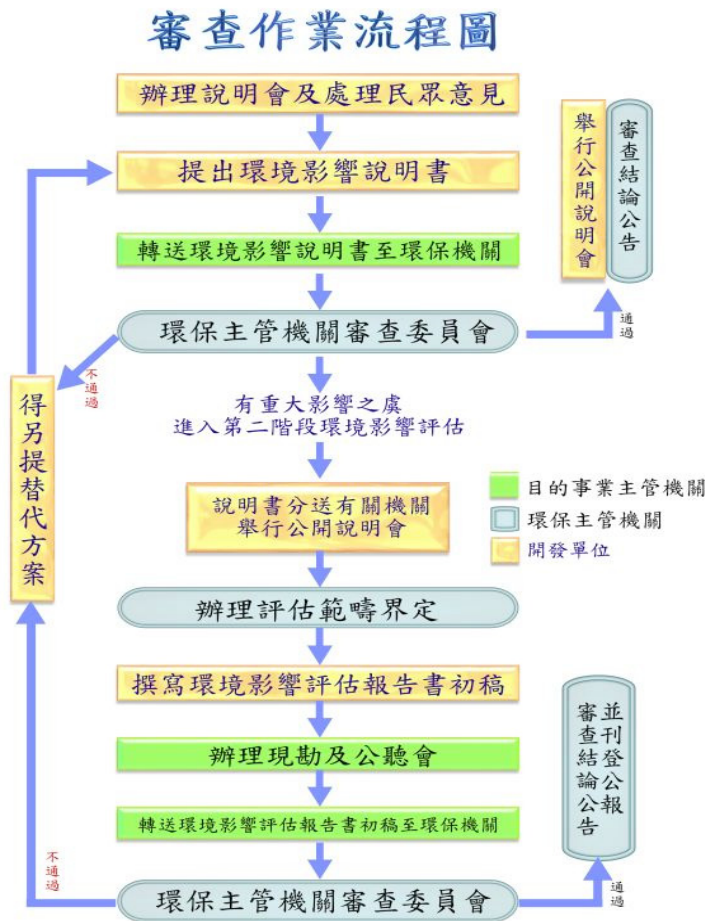 審查作業流程圖
辦理說明會及處理民眾意見
提出環境影響說明書
轉送環境影響說明書至環保機關
環保主管機關審查委員會
通過
舉行公開說明會
審查結論公告
不通過
得另提替代方案
有重大影響之虞
進入第二階段環境影響評估
說明書分送有關機關
舉行公開說明會
目的事業主管機關
環保主管機關
開發單位
辦理評估範疇界定
撰寫環境影響評估報告書初稿
辦理現勘及公聽會
轉送環境影響評估報告書初稿至環保機關
環保主管機關審查委員會
不通過
通過
並刊登公報
審查結論公告